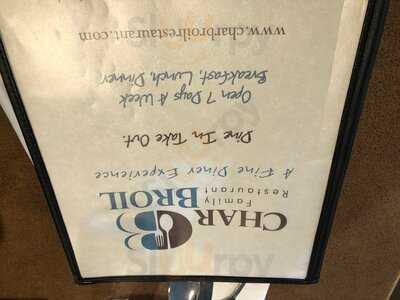 CHAR
BROIL
Family
Restaurant
A Fine Diner Experience
Dine In Take Out.
Open 7 Days A Week
Breakfast, Lunch, Dinner
www.charbroilrestaurant.com